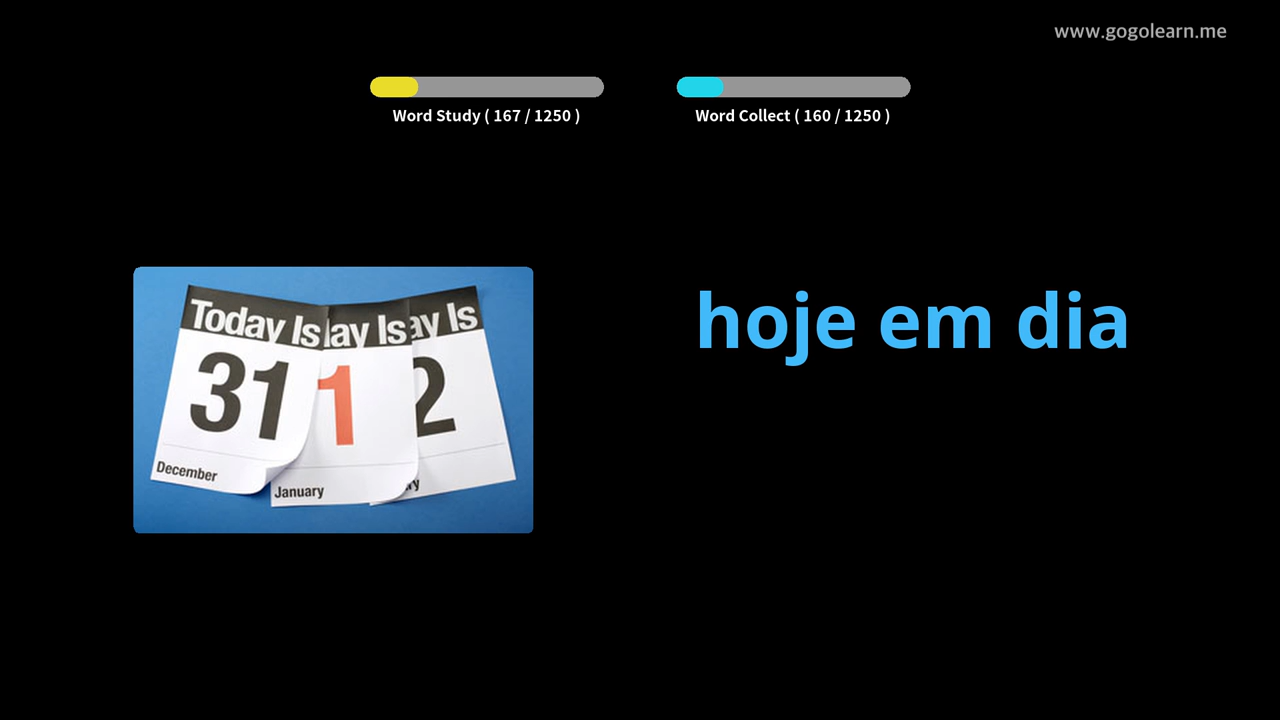 www.gogolearn.me
Word Study ( 167 / 1250 )
Word Collect ( 160 / 1250 )
hoje em dia
Today Is
ay Is
ay Is
31
1
2
December
January
ry